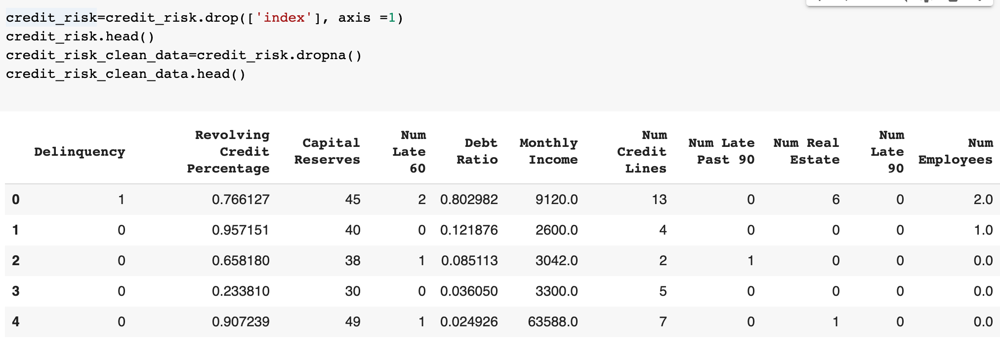 credit_risk=credit_risk.drop(['index'], axis =1)
credit_risk.head()
credit_risk_clean_data=credit_risk.dropna()
credit_risk_clean_data.head()
Delinquency Revolving Credit Percentage Capital Reserves Num Late 60 Debt Ratio Monthly Income Num Credit Lines Num Late Past 90 Num Real Estate Num Late 90 Num Employees
0 1 0.766127 45 2 0.802982 9120.0 13 0 6 0 2.0
1 0 0.957151 40 0 0.121876 2600.0 4 0 0 0 1.0
2 0 0.658180 38 1 0.085113 3042.0 2 1 0 0 0.0
3 0 0.233810 30 0 0.036050 3300.0 5 0 0 0 0.0
4 0 0.907239 49 1 0.024926 63588.0 7 0 1 0 0.0